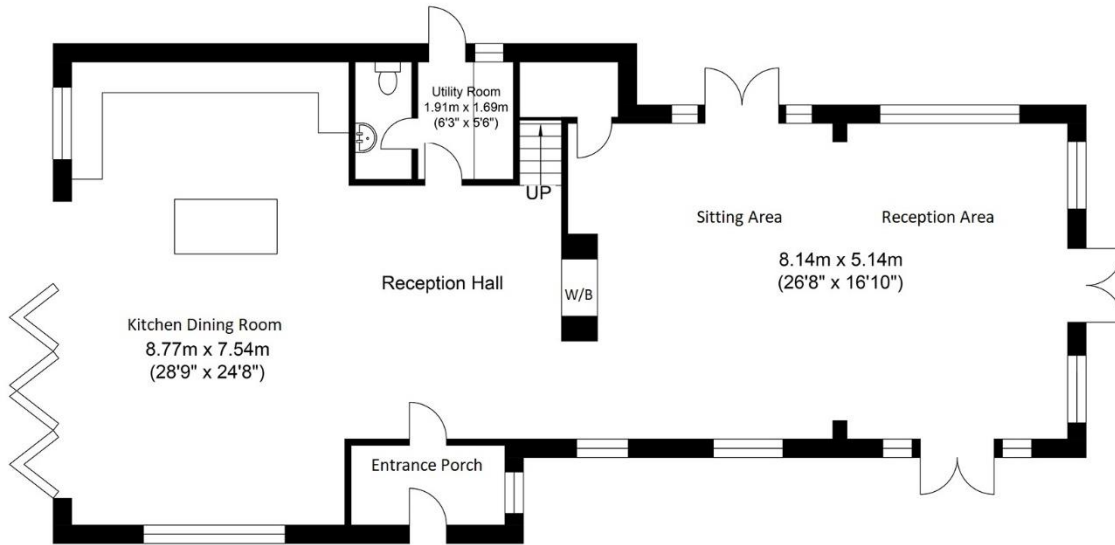 Utility Room
1.91m x 1.69m
(6'3" x 5'6")
UP
Sitting Area
Reception Area
8.14m x 5.14m
(26'8" x 16'10")
Reception Hall
W/B
Kitchen Dining Room
8.77m x 7.54m
(28'9" x 24'8")
Entrance Porch